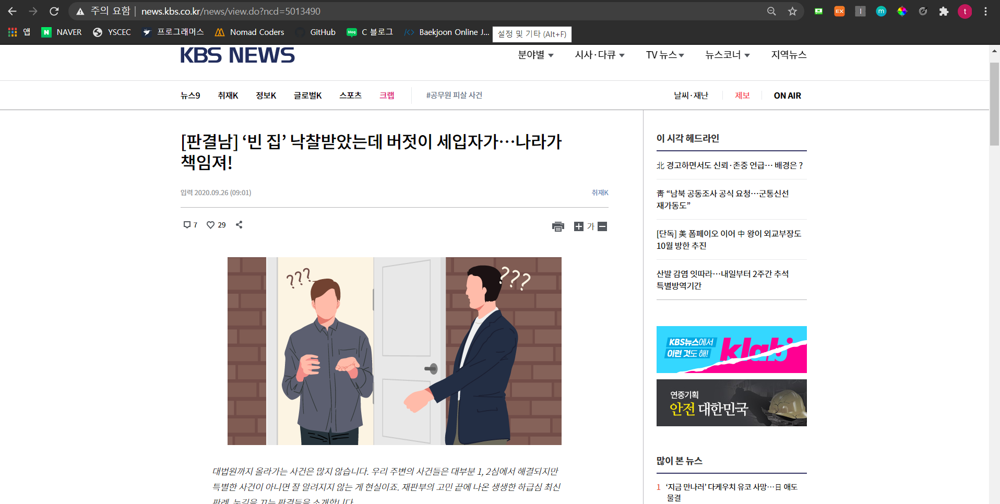 주의 요함 news.kbs.co.kr/news/view.do?ncd=5013490
EX I m t
앱 N NAVER YSCEC 프로그래머스 Nomad Coders GitHub blog C 블로그 Baekjoon Online J... 설정 및 기타 (Alt+F)
KBS NEWS 분야별 시사·다큐 TV 뉴스 뉴스코너 지역뉴스
뉴스9 취재K 정보K 글로벌K 스포츠 크랩 #공무원 피살 사건 날씨·재난 제보 ON AIR
[판결남] ‘빈 집’ 낙찰받았는데 버젓이 세입자가…나라가
책임져!
입력 2020.09.26 (09:01) 취재K
7 29 가
???
???
대법원까지 올라가는 사건은 많지 않습니다. 우리 주변의 사건들은 대부분 1, 2심에서 해결되지만
특별한 사건이 아니면 잘 알려지지 않는 게 현실이죠. 재판부의 고민 끝에 나온 생생한 하급심 최신
판례, 눈길을 끄는 판결들을 소개합니다.
이 시각 헤드라인
北 경고하면서도 신뢰·존중 언급… 배경은 ?
靑 “남북 공동조사 공식 요청…군통신선
재가동도”
[단독] 美 폼페이오 이어 中 왕이 외교부장도
10월 방한 추진
산발 감염 잇따라…내일부터 2주간 추석
특별방역기간
KBS뉴스에서
이런 것도 해!
klab
연중기획
안전 대한민국
많이 본 뉴스
1 ‘지금 만나러’ 다케우치 유코 사망…日 애도
물결